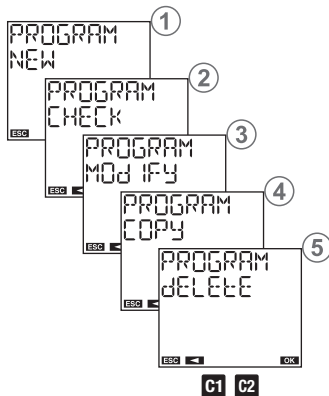 1
PROGRAM
NEW
ESC
2
PROGRAM
CHECK
ESC
3
PROGRAM
MOdIFY
ESC
4
PROGRAM
COPY
ESC
5
PROGRAM
dELEtE
ESC OK
C1 C2